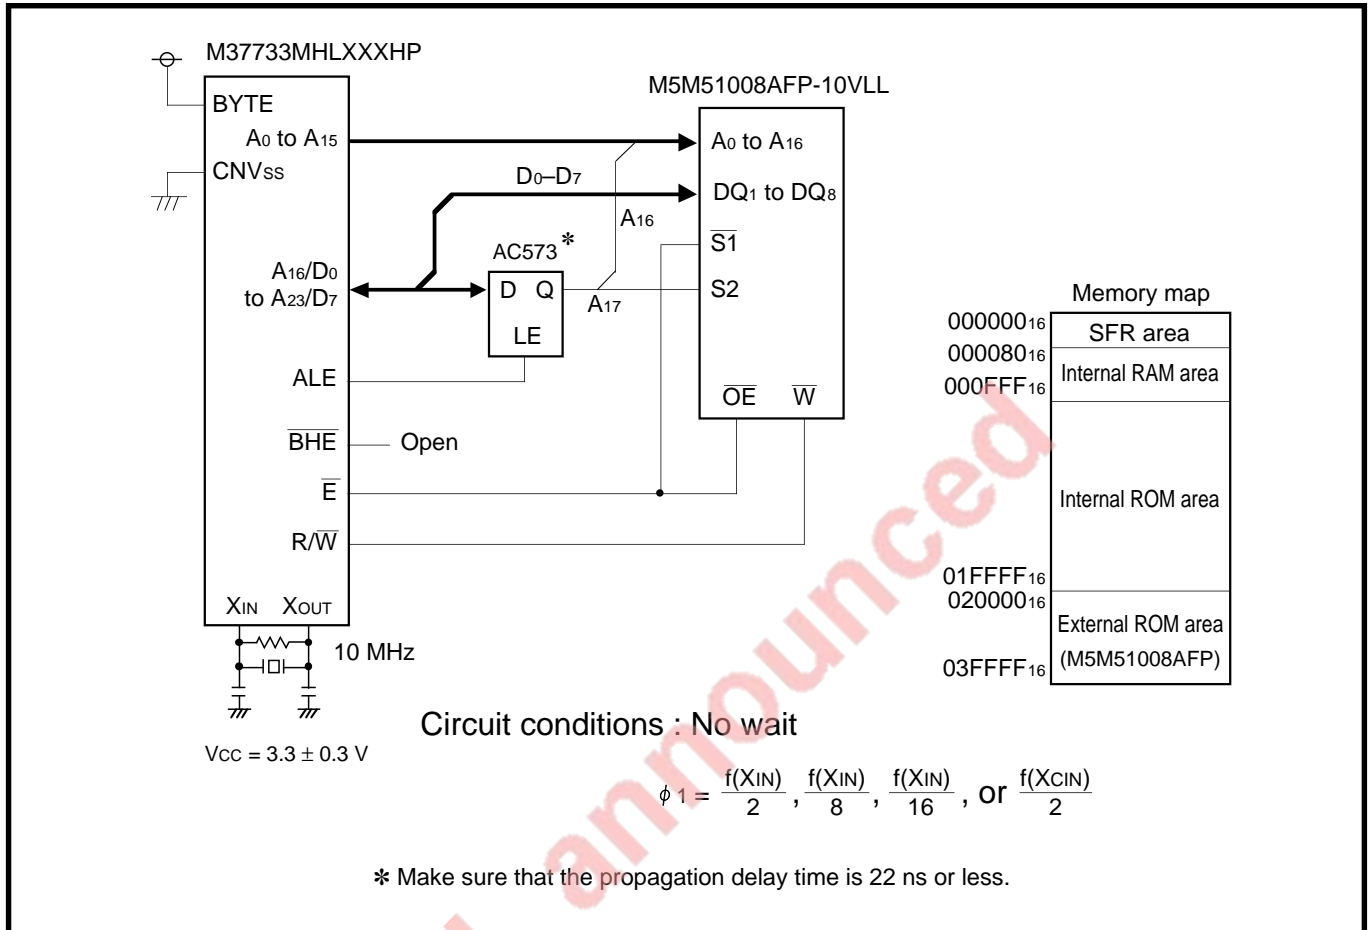 M37733MHLXXXHP
M5M51008AFP-10VLL
BYTE
A0 to A15
CNVSS
A0 to A16
D0–D7
DQ1 to DQ8
A16
S1
AC573 *
A16/D0
to A23/D7
D Q
A17
S2
LE
ALE
OE W
BHE
Open
E
R/W
XIN XOUT
10 MHz
VCC = 3.3 ± 0.3 V
Memory map
00000016
SFR area
00008016
Internal RAM area
000FFF16
Internal ROM area
01FFFF16
02000016
External ROM area
(M5M51008AFP)
03FFFF16
Circuit conditions : No wait
ϕ 1 = f(XIN)/2 , f(XIN)/8 , f(XIN)/16 , or f(XCIN)/2
* Make sure that the propagation delay time is 22 ns or less.
announced